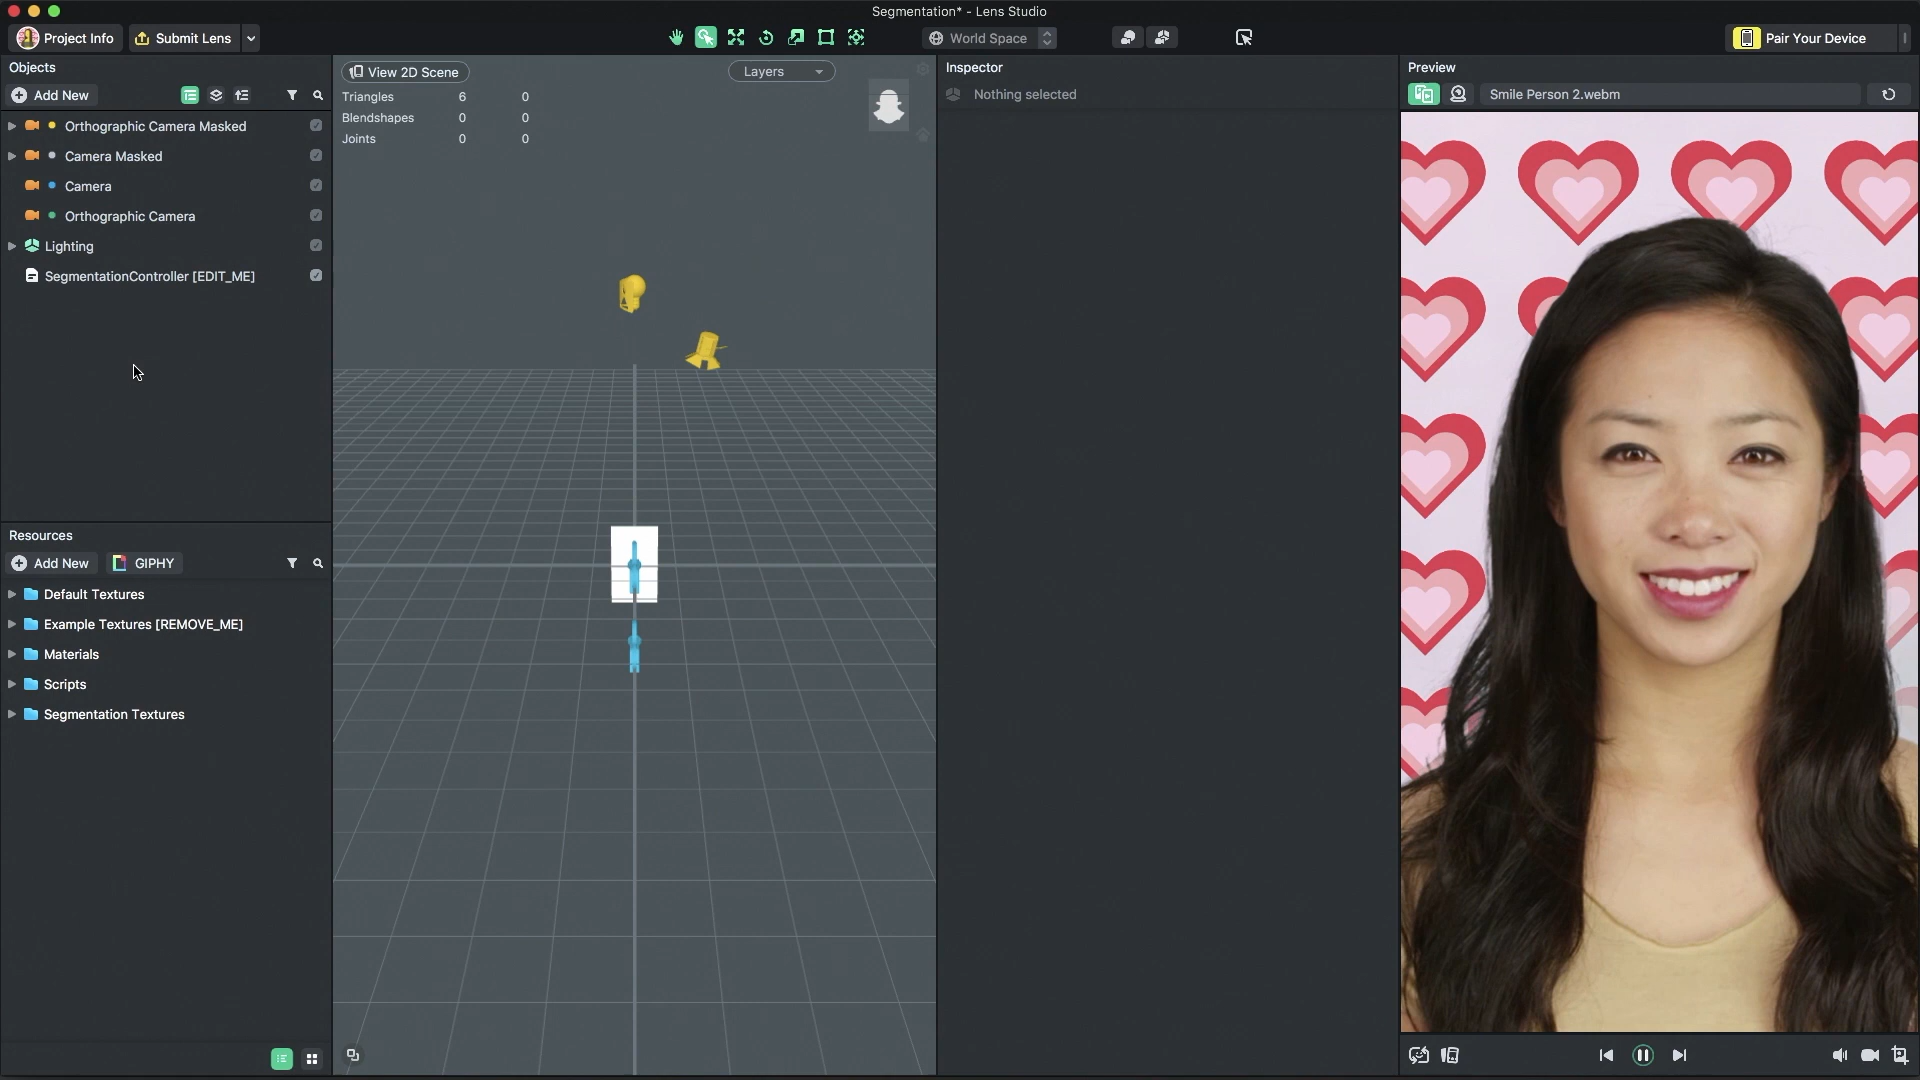 Segmentation* - Lens Studio
Project Info
Submit Lens
World Space
Pair Your Device
Objects
Add New
Orthographic Camera Masked
Camera Masked
Camera
Orthographic Camera
Lighting
SegmentationController [EDIT_ME]
Resources
Add New
GIPHY
Default Textures
Example Textures [REMOVE_ME]
Materials
Scripts
Segmentation Textures
View 2D Scene
Layers
Triangles 6 0
Blendshapes 0 0
Joints 0 0
Inspector
Nothing selected
Preview
Smile Person 2.webm